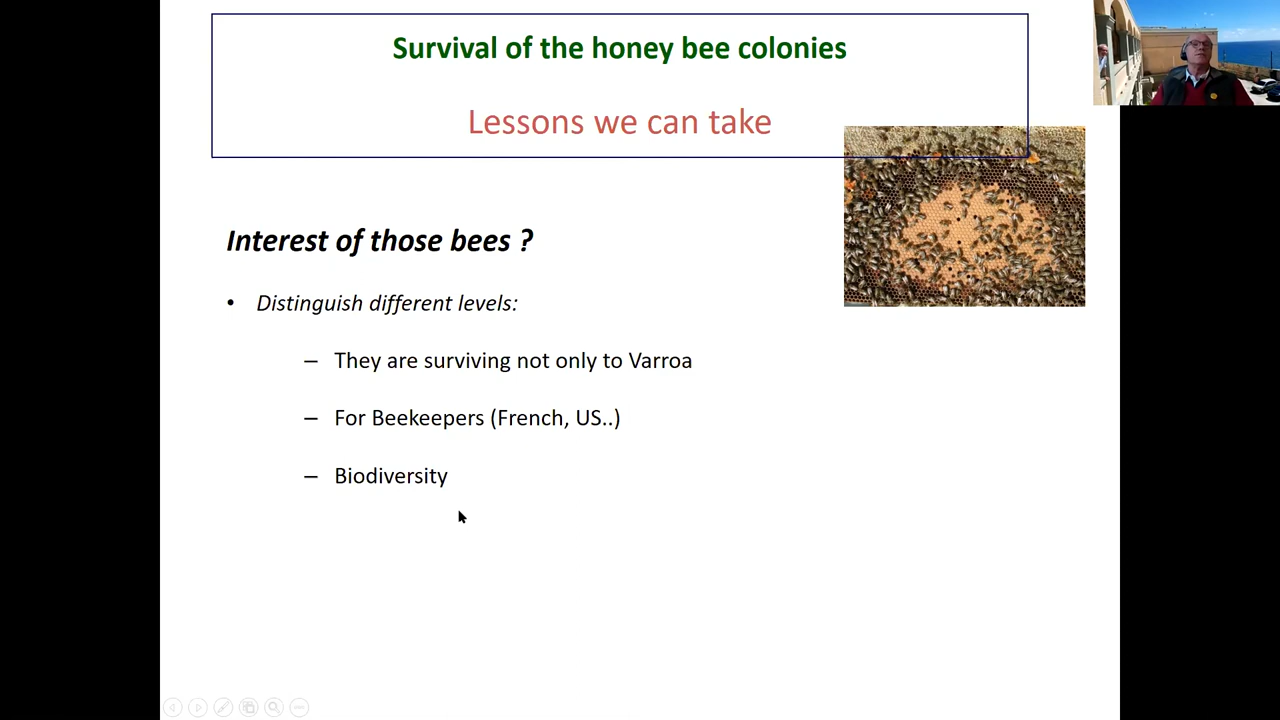 Survival of the honey bee colonies
Lessons we can take
Interest of those bees ?
• Distinguish different levels:
– They are surviving not only to Varroa
– For Beekeepers (French, US..)
– Biodiversity